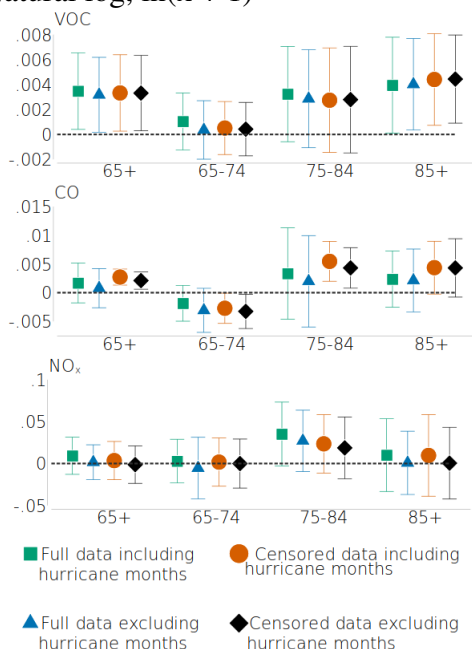 VOC
.008
.006
.004
.002
0
-.002
65+ 65-74 75-84 85+
CO
.015
.01
.005
0
-.005
65+ 65-74 75-84 85+
NOₓ
.1
.05
0
-.05
65+ 65-74 75-84 85+
Full data including
hurricane months
Censored data including
hurricane months
Full data excluding
hurricane months
Censored data excluding
hurricane months